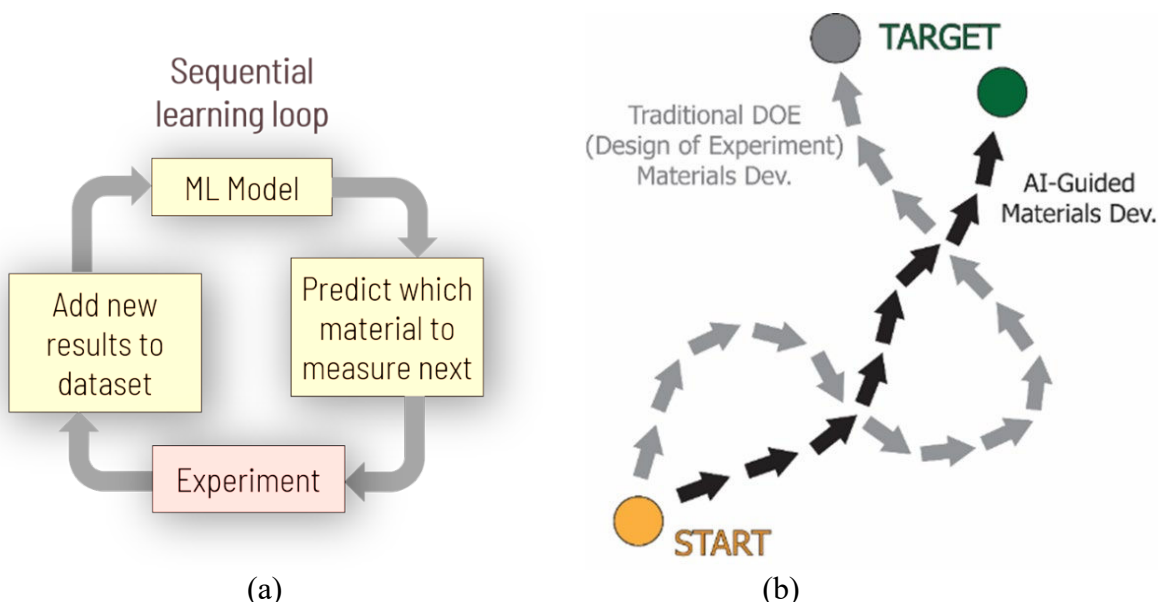 Sequential
learning loop
ML Model
Predict which
material to
measure next
Experiment
Add new
results to
dataset
(a)
TARGET
Traditional DOE
(Design of Experiment)
Materials Dev.
AI-Guided
Materials Dev.
START
(b)